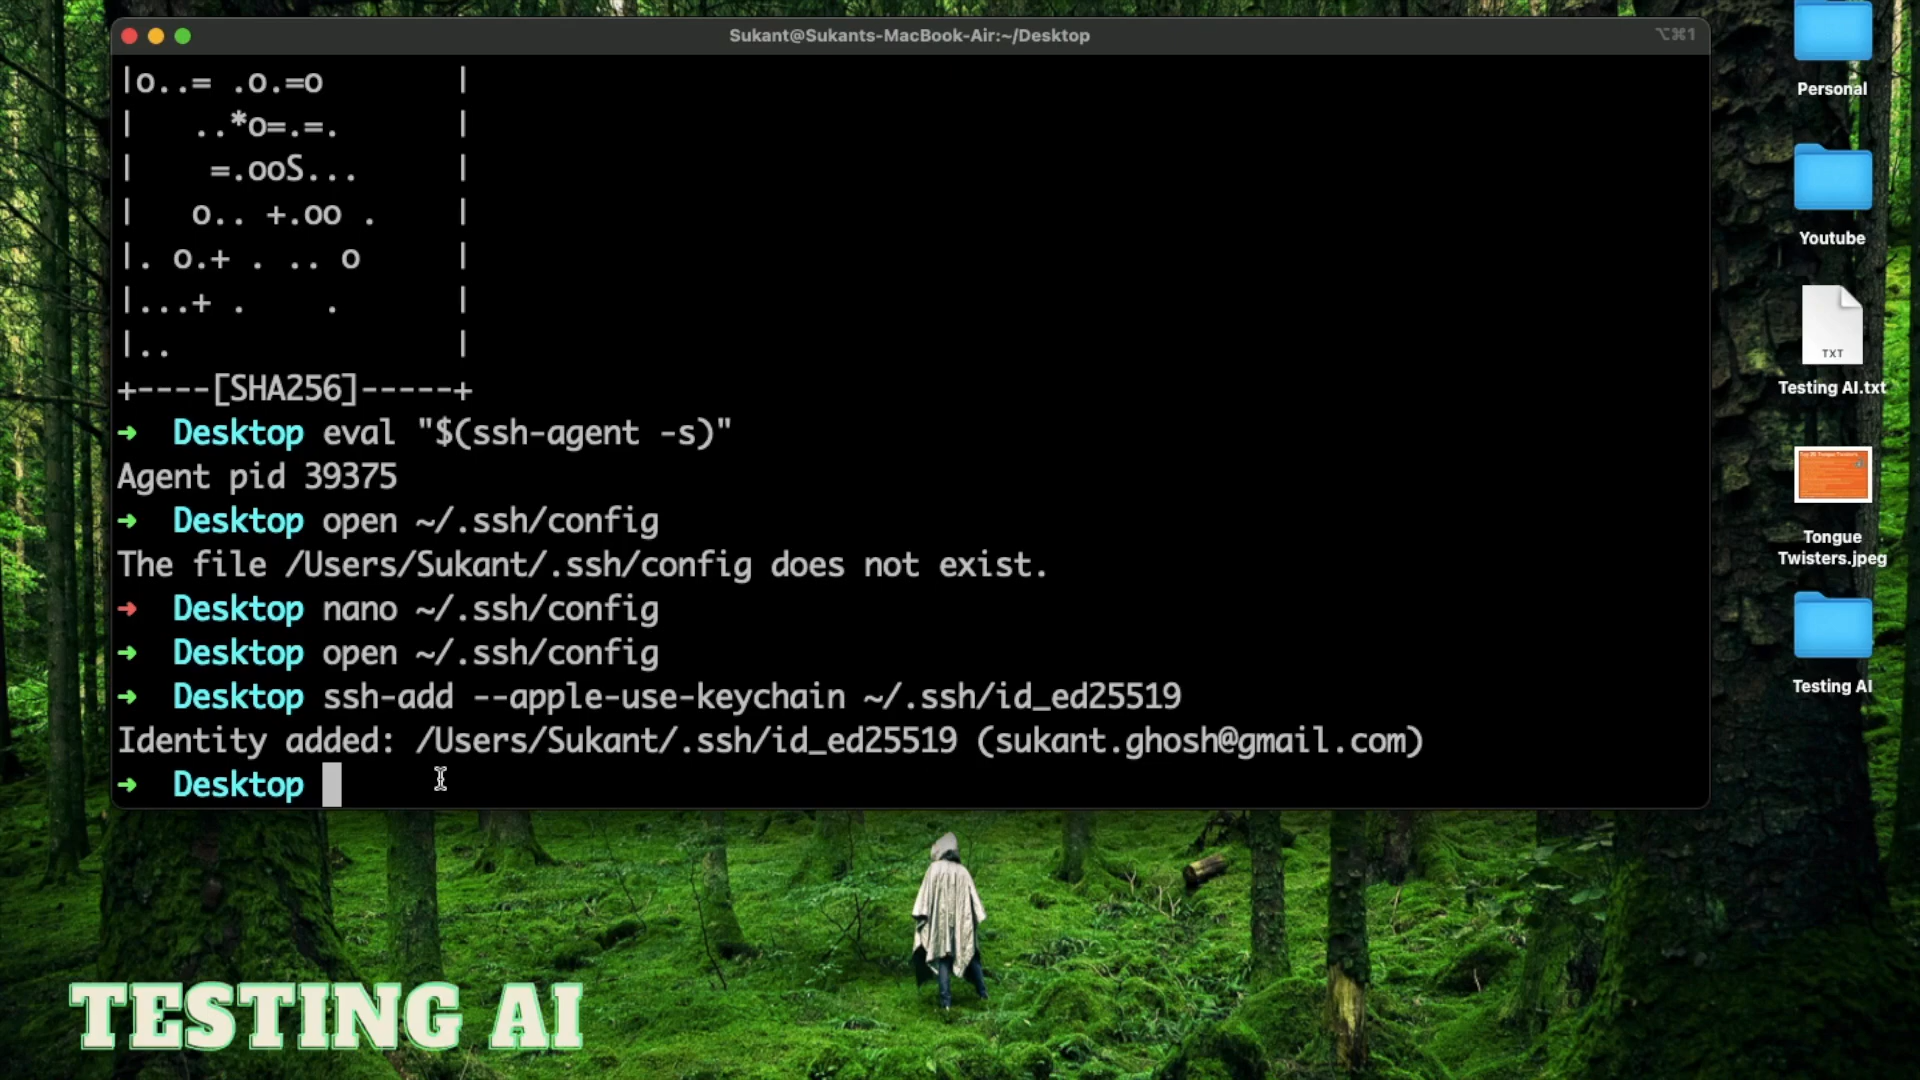 Sukant@Sukants-MacBook-Air:~/Desktop
⌥⌘1
|o..= .o.=o       |
|   ..*o=.=.      |
|    =.ooS...     |
|   o.. +.oo .    |
|. o.+ . .. o     |
|...+ .    .      |
|..               |
+----[SHA256]-----+
➜  Desktop eval "$(ssh-agent -s)"
Agent pid 39375
➜  Desktop open ~/.ssh/config
The file /Users/Sukant/.ssh/config does not exist.
➜  Desktop nano ~/.ssh/config
➜  Desktop open ~/.ssh/config
➜  Desktop ssh-add --apple-use-keychain ~/.ssh/id_ed25519
Identity added: /Users/Sukant/.ssh/id_ed25519 (sukant.ghosh@gmail.com)
➜  Desktop
Personal
Youtube
TXT
Testing AI.txt
Tongue
Twisters.jpeg
Testing AI
TESTING AI